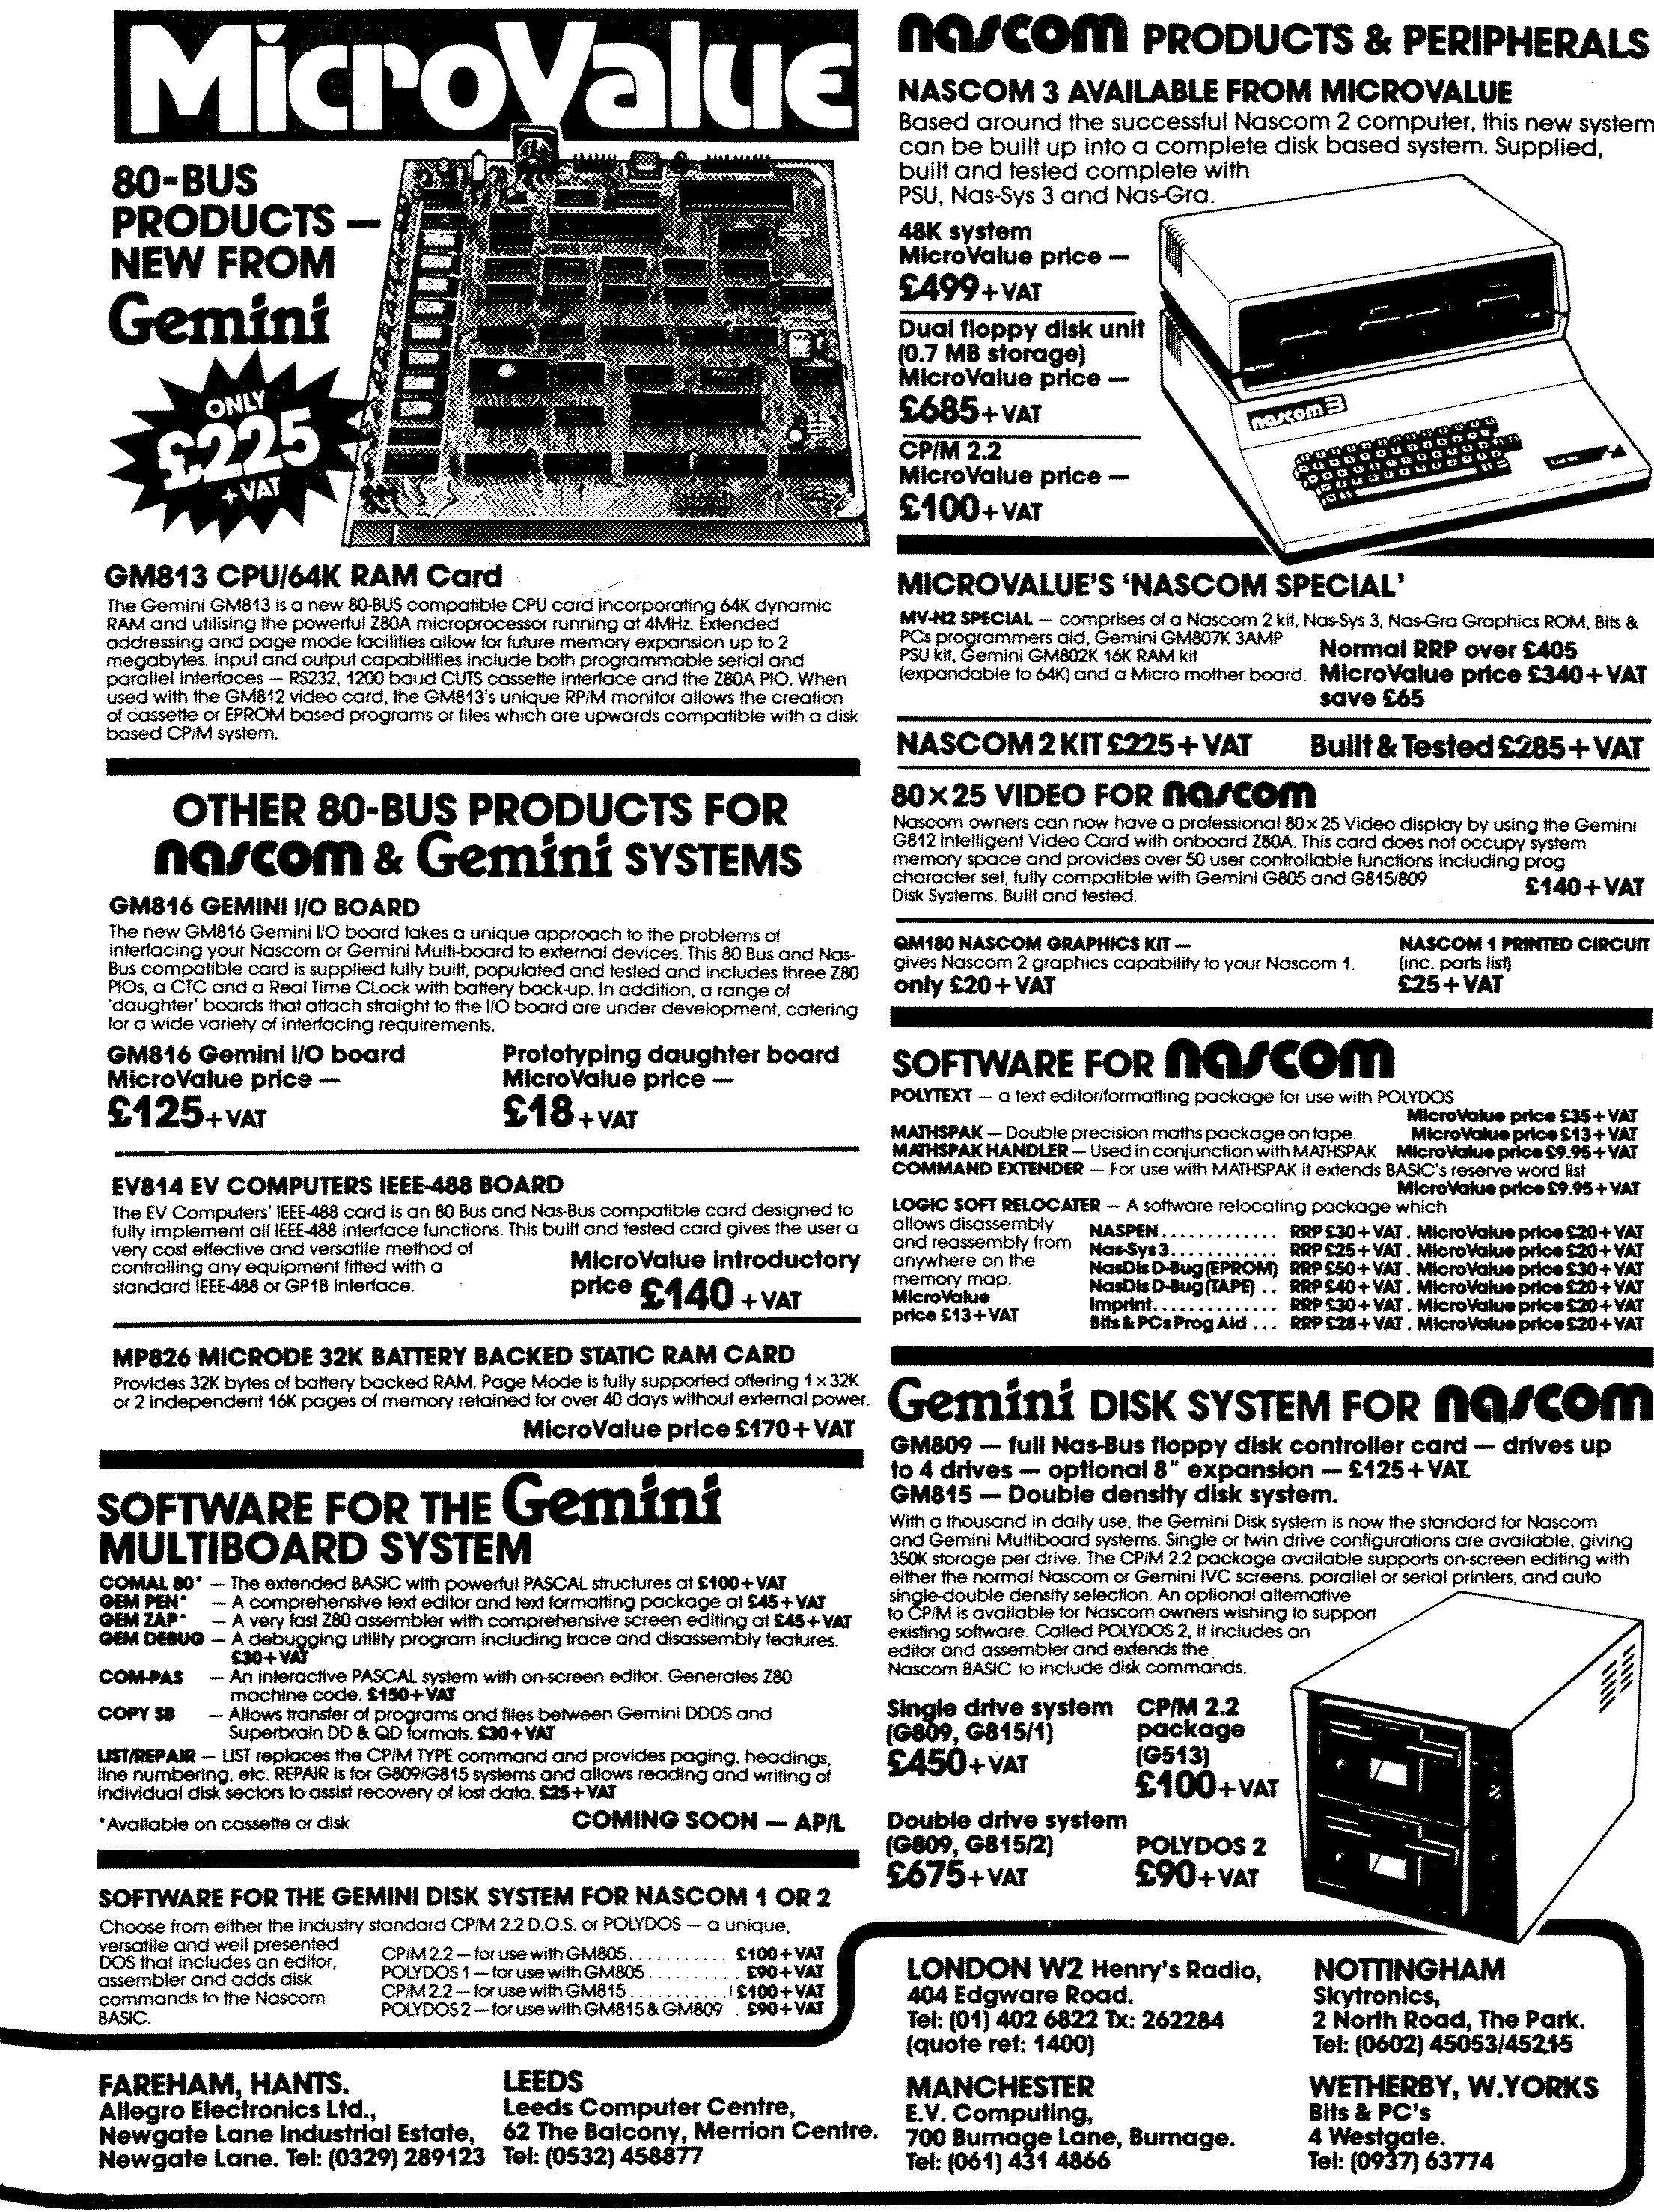 MicroValue
80-BUS
PRODUCTS —
NEW FROM
Gemini
ONLY
£225
+ VAT
GM813 CPU/64K RAM Card
The Gemini GM813 is a new 80-BUS compatible CPU card incorporating 64K dynamic
RAM and utilising the powerful Z80A microprocessor running at 4MHz. Extended
addressing and page mode facilities allow for future memory expansion up to 2
megabytes. Input and output capabilities include both programmable serial and
parallel interfaces — RS232, 1200 baud CUTS cassette interface and the Z80A PIO. When
used with the GM812 video card, the GM813's unique RP/M monitor allows the creation
of cassette or EPROM based programs or files which are upwards compatible with a disk
based CP/M system.
OTHER 80-BUS PRODUCTS FOR
nascom & Gemini SYSTEMS
GM816 GEMINI I/O BOARD
The new GM816 Gemini I/O board takes a unique approach to the problems of
interfacing your Nascom or Gemini Multi-board to external devices. This 80 Bus and Nas-
Bus compatible card is supplied fully built, populated and tested and includes three Z80
PIOs, a CTC and a Real Time CLock with battery back-up. In addition, a range of
'daughter' boards that attach straight to the I/O board are under development, catering
for a wide variety of interfacing requirements.
GM816 Gemini I/O board
MicroValue price —
£125+VAT
Prototyping daughter board
MicroValue price —
£18+VAT
EV814 EV COMPUTERS IEEE-488 BOARD
The EV Computers' IEEE-488 card is an 80 Bus and Nas-Bus compatible card designed to
fully implement all IEEE-488 interface functions. This built and tested card gives the user a
very cost effective and versatile method of
controlling any equipment fitted with a
standard IEEE-488 or GP1B interface.
MicroValue introductory
price £140 +VAT
MP826 MICRODE 32K BATTERY BACKED STATIC RAM CARD
Provides 32K bytes of battery backed RAM. Page Mode is fully supported offering 1 x 32K
or 2 independent 16K pages of memory retained for over 40 days without external power.
MicroValue price £170+VAT
SOFTWARE FOR THE Gemini
MULTIBOARD SYSTEM
COMAL 80* — The extended BASIC with powerful PASCAL structures at £100+VAT
GEM PEN* — A comprehensive text editor and text formatting package at £45+VAT
GEM ZAP* — A very fast Z80 assembler with comprehensive screen editing at £45+VAT
GEM DEBUG — A debugging utility program including trace and disassembly features.
£30+VAT
COM-PAS — An interactive PASCAL system with on-screen editor. Generates Z80
machine code. £150+VAT
COPY SB — Allows transfer of programs and files between Gemini DDDS and
Superbrain DD & QD formats. £30+VAT
LIST/REPAIR — LIST replaces the CP/M TYPE command and provides paging, headings,
line numbering, etc. REPAIR is for G809/G815 systems and allows reading and writing of
individual disk sectors to assist recovery of lost data. £25+VAT
*Available on cassette or disk
COMING SOON — AP/L
SOFTWARE FOR THE GEMINI DISK SYSTEM FOR NASCOM 1 OR 2
Choose from either the industry standard CP/M 2.2 D.O.S. or POLYDOS — a unique,
versatile and well presented
DOS that includes an editor,
assembler and adds disk
commands to the Nascom
BASIC.
CP/M 2.2 — for use with GM805........... £100+VAT
POLYDOS 1 — for use with GM805.......... £90+VAT
CP/M 2.2 — for use with GM815........... £100+VAT
POLYDOS 2 — for use with GM815 & GM809 . £90+VAT
nascom PRODUCTS & PERIPHERALS
NASCOM 3 AVAILABLE FROM MICROVALUE
Based around the successful Nascom 2 computer, this new system
can be built up into a complete disk based system. Supplied,
built and tested complete with
PSU, Nas-Sys 3 and Nas-Gra.
48K system
MicroValue price —
£499+VAT
Dual floppy disk unit
(0.7 MB storage)
MicroValue price —
£685+VAT
CP/M 2.2
MicroValue price —
£100+VAT
nascom 3
MICROVALUE'S 'NASCOM SPECIAL'
MV-N2 SPECIAL — comprises of a Nascom 2 kit, Nas-Sys 3, Nas-Gra Graphics ROM, Bits &
PCs programmers aid, Gemini GM807K 3AMP
PSU kit, Gemini GM802K 16K RAM kit
(expandable to 64K) and a Micro mother board.
Normal RRP over £405
MicroValue price £340+VAT
save £65
NASCOM 2 KIT £225+VAT Built & Tested £285+VAT
80×25 VIDEO FOR nascom
Nascom owners can now have a professional 80×25 Video display by using the Gemini
G812 Intelligent Video Card with onboard Z80A. This card does not occupy system
memory space and provides over 50 user controllable functions including prog
character set, fully compatible with Gemini G805 and G815/809
Disk Systems. Built and tested.
£140+VAT
QM180 NASCOM GRAPHICS KIT —
gives Nascom 2 graphics capability to your Nascom 1.
only £20+VAT
NASCOM 1 PRINTED CIRCUIT
(inc. parts list)
£25+VAT
SOFTWARE FOR nascom
POLYTEXT — a text editor/formatting package for use with POLYDOS
MicroValue price £35+VAT
MATHSPAK — Double precision maths package on tape. MicroValue price £13+VAT
MATHSPAK HANDLER — Used in conjunction with MATHSPAK MicroValue price £9.95+VAT
COMMAND EXTENDER — For use with MATHSPAK it extends BASIC's reserve word list
MicroValue price £9.95+VAT
LOGIC SOFT RELOCATER — A software relocating package which
allows disassembly
and reassembly from
anywhere on the
memory map.
MicroValue
price £13+VAT
NASPEN............. RRP £30+VAT . MicroValue price £20+VAT
Nas-Sys 3............ RRP £25+VAT . MicroValue price £20+VAT
NasDis D-Bug (EPROM) RRP £50+VAT . MicroValue price £30+VAT
NasDis D-Bug (TAPE) .. RRP £40+VAT . MicroValue price £20+VAT
Imprint.............. RRP £30+VAT . MicroValue price £20+VAT
Bits & PCs Prog Aid ... RRP £28+VAT . MicroValue price £20+VAT
Gemini DISK SYSTEM FOR nascom
GM809 — full Nas-Bus floppy disk controller card — drives up
to 4 drives — optional 8" expansion — £125+VAT.
GM815 — Double density disk system.
With a thousand in daily use, the Gemini Disk system is now the standard for Nascom
and Gemini Multiboard systems. Single or twin drive configurations are available, giving
350K storage per drive. The CP/M 2.2 package available supports on-screen editing with
either the normal Nascom or Gemini IVC screens. parallel or serial printers, and auto
single-double density selection. An optional alternative
to CP/M is available for Nascom owners wishing to support
existing software. Called POLYDOS 2, it includes an
editor and assembler and extends the
Nascom BASIC to include disk commands.
Single drive system
(G809, G815/1)
£450+VAT
CP/M 2.2
package
(G513)
£100+VAT
Double drive system
(G809, G815/2)
£675+VAT
POLYDOS 2
£90+VAT
FAREHAM, HANTS.
Allegro Electronics Ltd.,
Newgate Lane Industrial Estate,
Newgate Lane. Tel: (0329) 289123
LEEDS
Leeds Computer Centre,
62 The Balcony, Merrion Centre.
Tel: (0532) 458877
LONDON W2 Henry's Radio,
404 Edgware Road.
Tel: (01) 402 6822 Tx: 262284
(quote ref: 1400)
MANCHESTER
E.V. Computing,
700 Burnage Lane, Burnage.
Tel: (061) 431 4866
NOTTINGHAM
Skytronics,
2 North Road, The Park.
Tel: (0602) 45053/45215
WETHERBY, W.YORKS
Bits & PC's
4 Westgate.
Tel: (0937) 63774